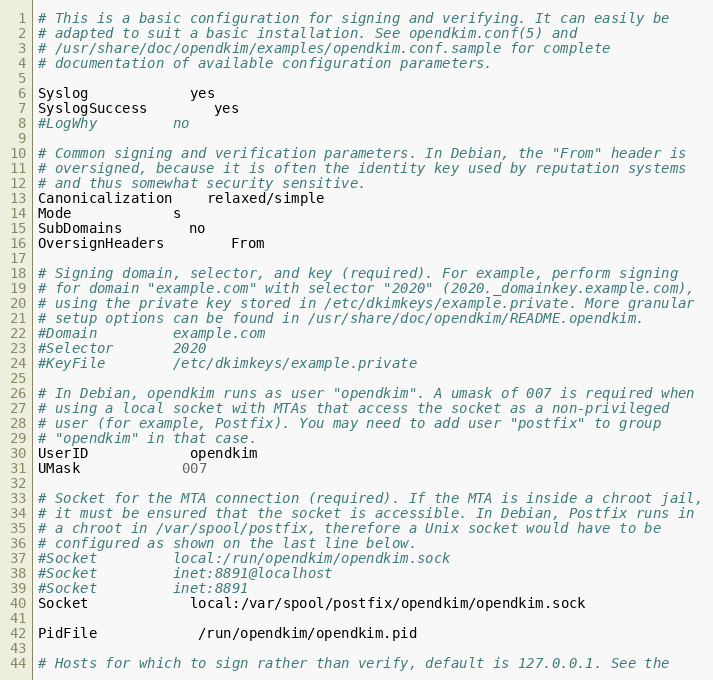 1 # This is a basic configuration for signing and verifying. It can easily be
2 # adapted to suit a basic installation. See opendkim.conf(5) and
3 # /usr/share/doc/opendkim/examples/opendkim.conf.sample for complete
4 # documentation of available configuration parameters.
5
6 Syslog            yes
7 SyslogSuccess        yes
8 #LogWhy         no
9
10 # Common signing and verification parameters. In Debian, the "From" header is
11 # oversigned, because it is often the identity key used by reputation systems
12 # and thus somewhat security sensitive.
13 Canonicalization    relaxed/simple
14 Mode            s
15 SubDomains        no
16 OversignHeaders        From
17
18 # Signing domain, selector, and key (required). For example, perform signing
19 # for domain "example.com" with selector "2020" (2020._domainkey.example.com),
20 # using the private key stored in /etc/dkimkeys/example.private. More granular
21 # setup options can be found in /usr/share/doc/opendkim/README.opendkim.
22 #Domain         example.com
23 #Selector       2020
24 #KeyFile        /etc/dkimkeys/example.private
25
26 # In Debian, opendkim runs as user "opendkim". A umask of 007 is required when
27 # using a local socket with MTAs that access the socket as a non-privileged
28 # user (for example, Postfix). You may need to add user "postfix" to group
29 # "opendkim" in that case.
30 UserID            opendkim
31 UMask            007
32
33 # Socket for the MTA connection (required). If the MTA is inside a chroot jail,
34 # it must be ensured that the socket is accessible. In Debian, Postfix runs in
35 # a chroot in /var/spool/postfix, therefore a Unix socket would have to be
36 # configured as shown on the last line below.
37 #Socket         local:/run/opendkim/opendkim.sock
38 #Socket         inet:8891@localhost
39 #Socket         inet:8891
40 Socket            local:/var/spool/postfix/opendkim/opendkim.sock
41
42 PidFile            /run/opendkim/opendkim.pid
43
44 # Hosts for which to sign rather than verify, default is 127.0.0.1. See the